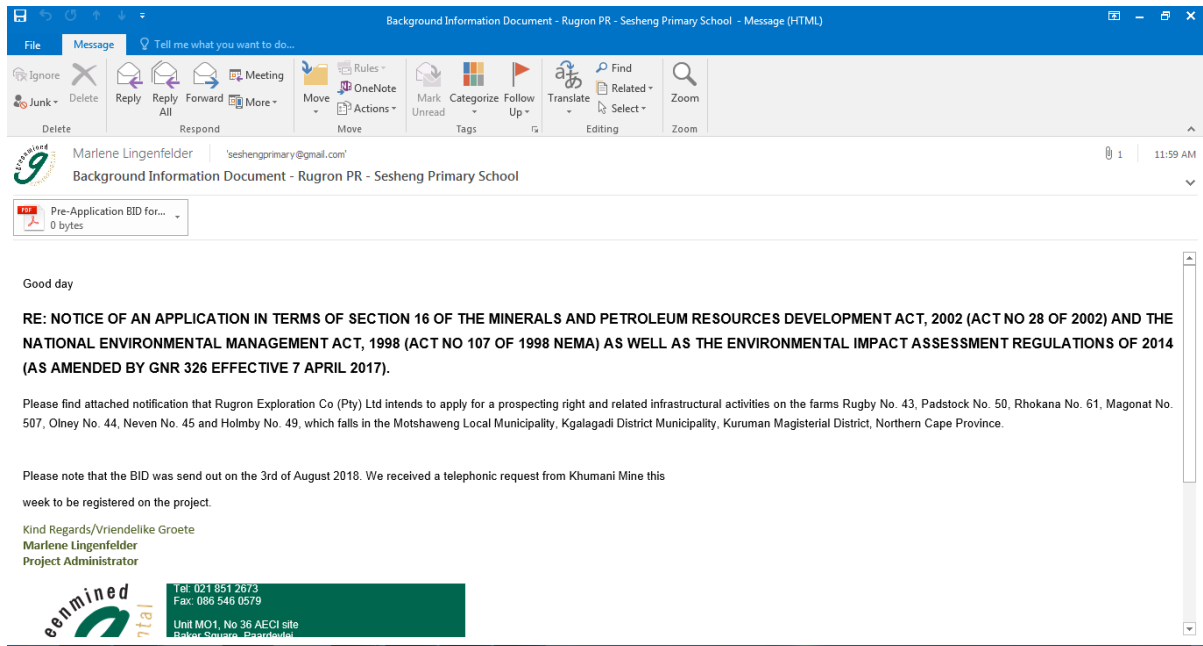 Background Information Document - Rugron PR - Sesheng Primary School - Message (HTML)
File Message Tell me what you want to do...
Ignore
Junk
Delete
Reply
Reply All
Forward
Meeting
More
Move
Rules
OneNote
Actions
Mark Unread
Categorize
Follow Up
Translate
Find
Related
Select
Zoom
Delete Respond Move Tags Editing Zoom
Marlene Lingenfelder 'seshengprimary@gmail.com' 1 11:59 AM
Background Information Document - Rugron PR - Sesheng Primary School
PDF
Pre-Application BID for...
0 bytes
Good day
RE: NOTICE OF AN APPLICATION IN TERMS OF SECTION 16 OF THE MINERALS AND PETROLEUM RESOURCES DEVELOPMENT ACT, 2002 (ACT NO 28 OF 2002) AND THE
NATIONAL ENVIRONMENTAL MANAGEMENT ACT, 1998 (ACT NO 107 OF 1998 NEMA) AS WELL AS THE ENVIRONMENTAL IMPACT ASSESSMENT REGULATIONS OF 2014
(AS AMENDED BY GNR 326 EFFECTIVE 7 APRIL 2017).
Please find attached notification that Rugron Exploration Co (Pty) Ltd intends to apply for a prospecting right and related infrastructural activities on the farms Rugby No. 43, Padstock No. 50, Rhokana No. 61, Magonat No.
507, Olney No. 44, Neven No. 45 and Holmby No. 49, which falls in the Motshaweng Local Municipality, Kgalagadi District Municipality, Kuruman Magisterial District, Northern Cape Province.
Please note that the BID was send out on the 3rd of August 2018. We received a telephonic request from Khumani Mine this
week to be registered on the project.
Kind Regards/Vriendelike Groete
Marlene Lingenfelder
Project Administrator
Tel: 021 851 2673
Fax: 086 546 0579
Unit MO1, No 36 AECI site
Baker Square, Paardevlei